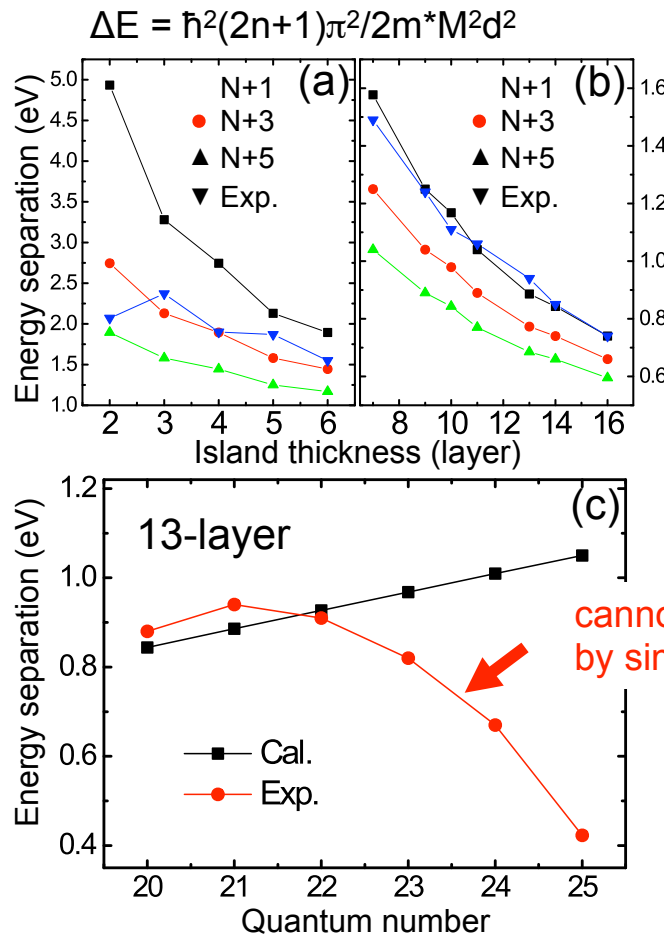 ΔE = ħ²(2n+1)π²/2m*M²d²
(a)
N+1
N+3
N+5
Exp.
5.0
4.5
4.0
3.5
3.0
2.5
2.0
1.5
1.0
2 3 4 5 6
Energy separation (eV)
(b)
N+1
N+3
N+5
Exp.
1.6
1.4
1.2
1.0
0.8
0.6
8 10 12 14 16
Island thickness (layer)
(c)
13-layer
1.2
1.0
0.8
0.6
0.4
Energy separation (eV)
by sin
Cal.
Exp.
20 21 22 23 24 25
Quantum number